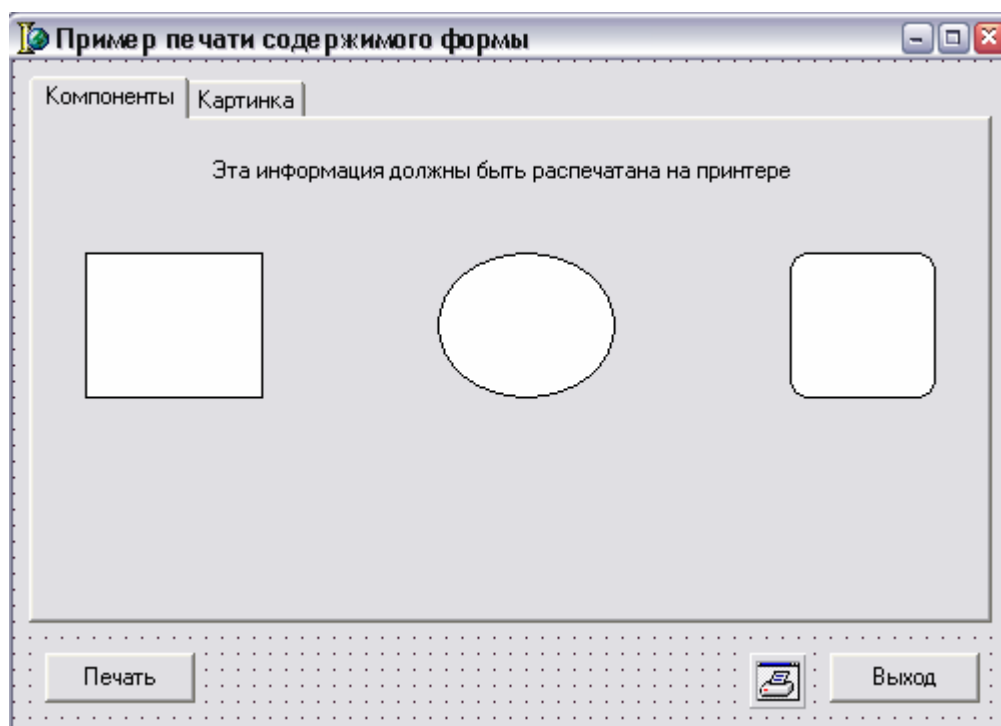 Пример печати содержимого формы
Компоненты Картинка
Эта информация должны быть распечатана на принтере
Печать Выход